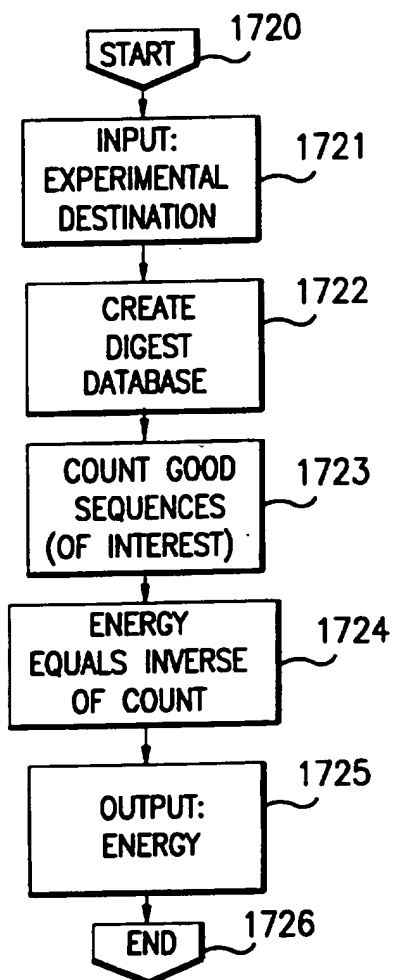 START
1720
INPUT:
EXPERIMENTAL
DESTINATION
1721
CREATE
DIGEST
DATABASE
1722
COUNT GOOD
SEQUENCES
(OF INTEREST)
1723
ENERGY
EQUALS INVERSE
OF COUNT
1724
OUTPUT:
ENERGY
1725
END
1726